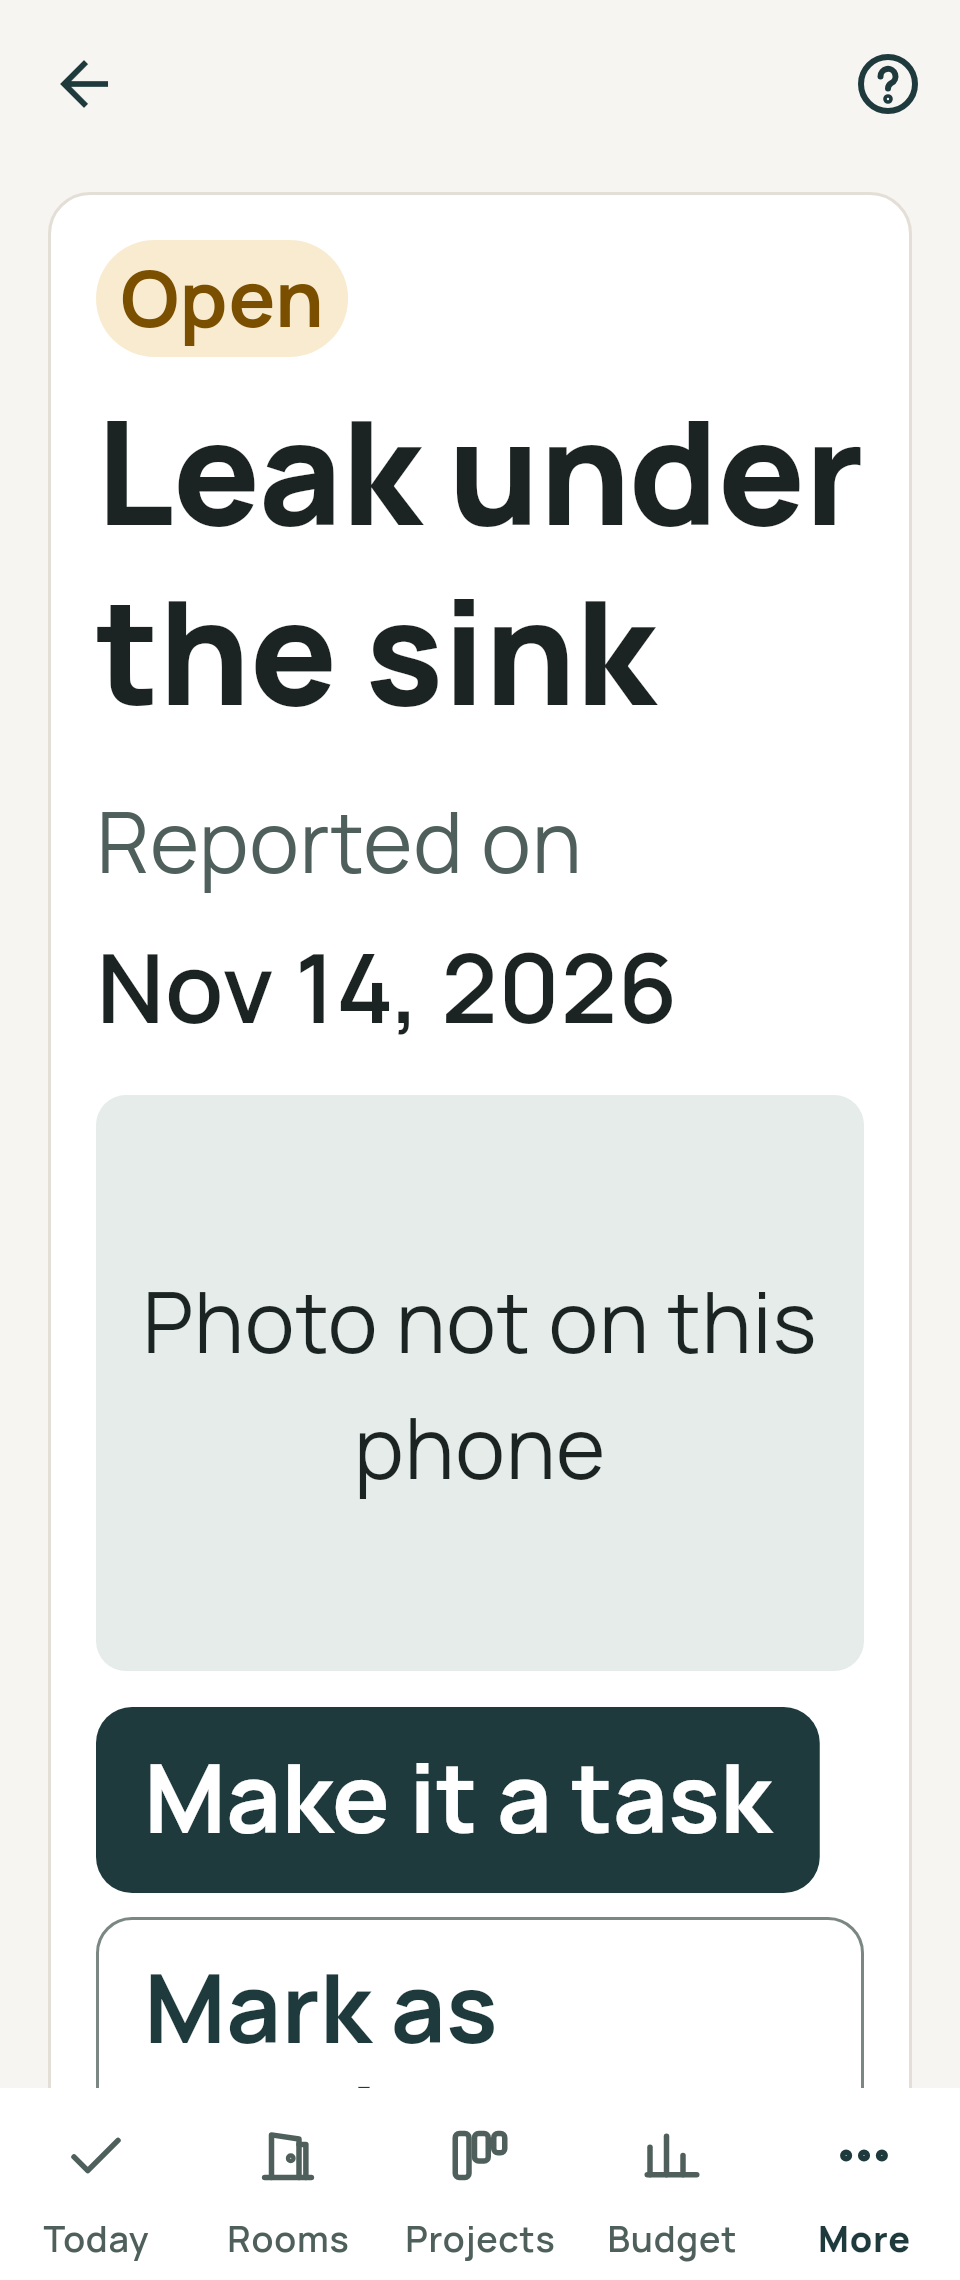 Open
Leak under
the sink
Reported on
Nov 14, 2026
Photo not on this
phone
Make it a task
Mark as
Today
Rooms
Projects
Budget
More